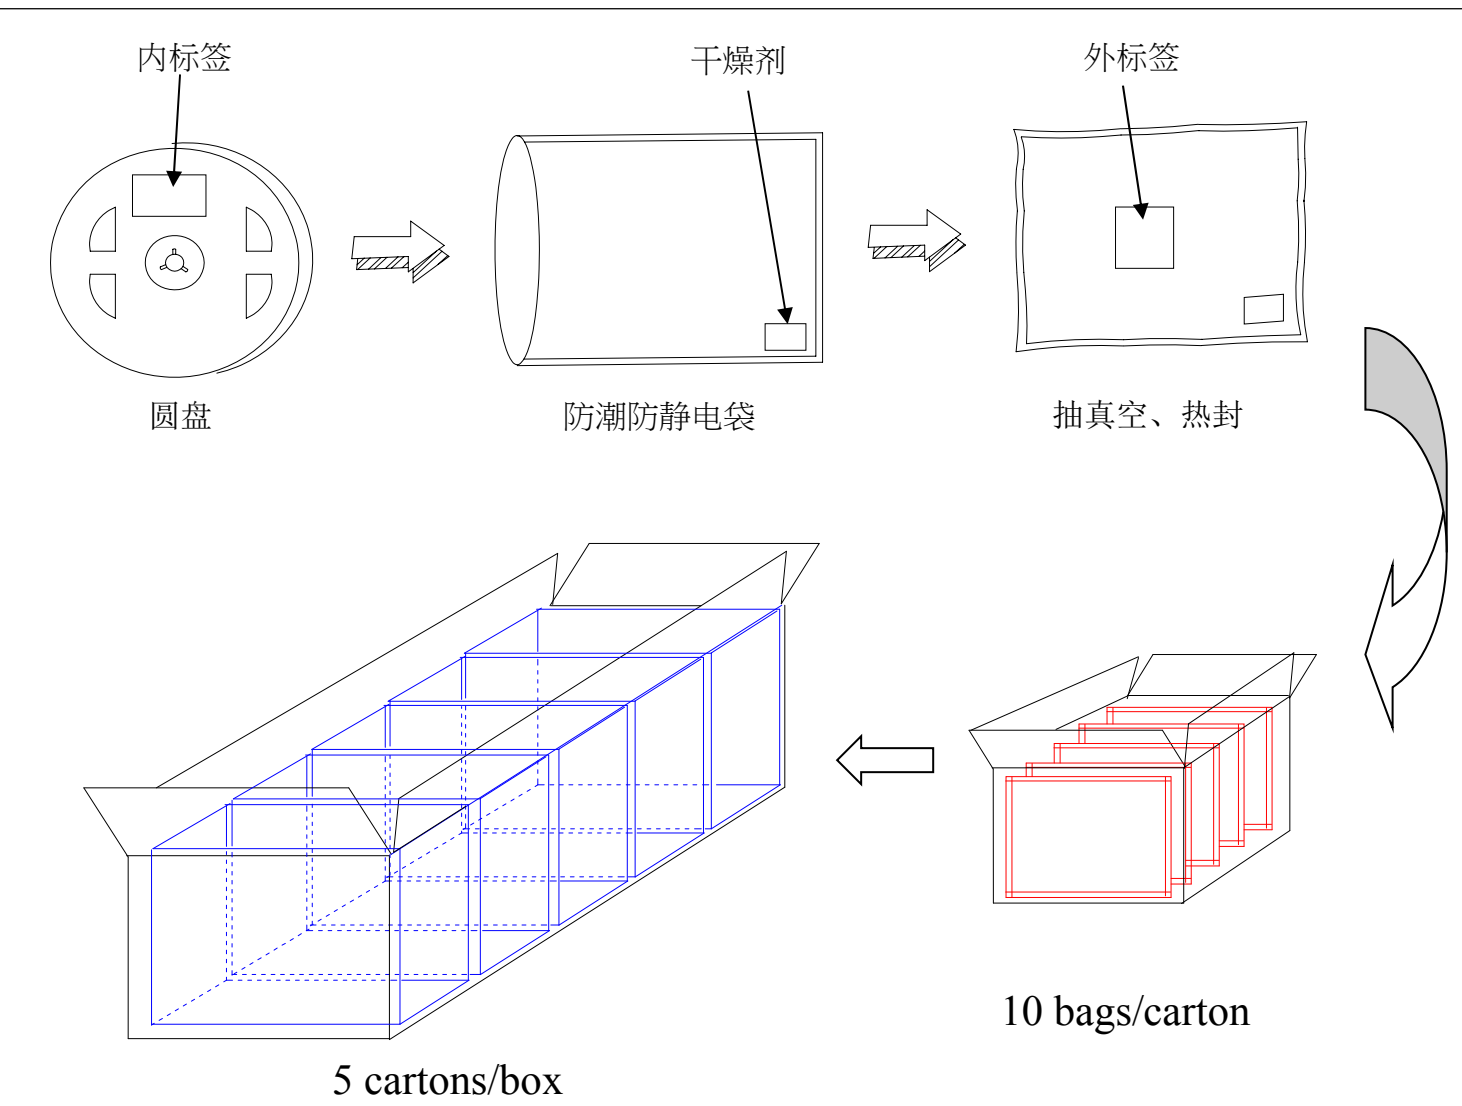 内标签
干燥剂
外标签
圆盘
防潮防静电袋
抽真空、热封
10 bags/carton
5 cartons/box